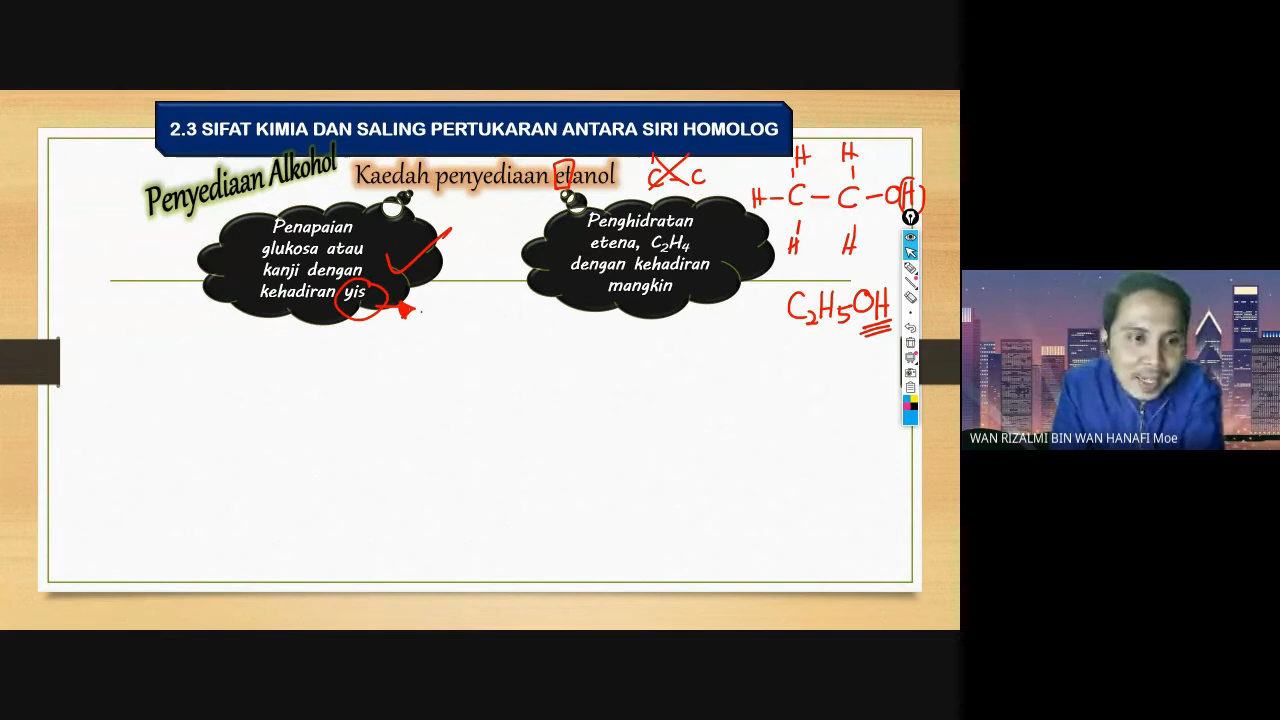 2.3 SIFAT KIMIA DAN SALING PERTUKARAN ANTARA SIRI HOMOLOG
Penyediaan Alkohol
Kaedah penyediaan etanol
C - C
H H
H - C - C - OH
H H
Penapaian
glukosa atau
kanji dengan
kehadiran yis
Penghidratan
etena, C₂H₄
dengan kehadiran
mangkin
C₂H₅OH
WAN RIZALMI BIN WAN HANAFI Moe